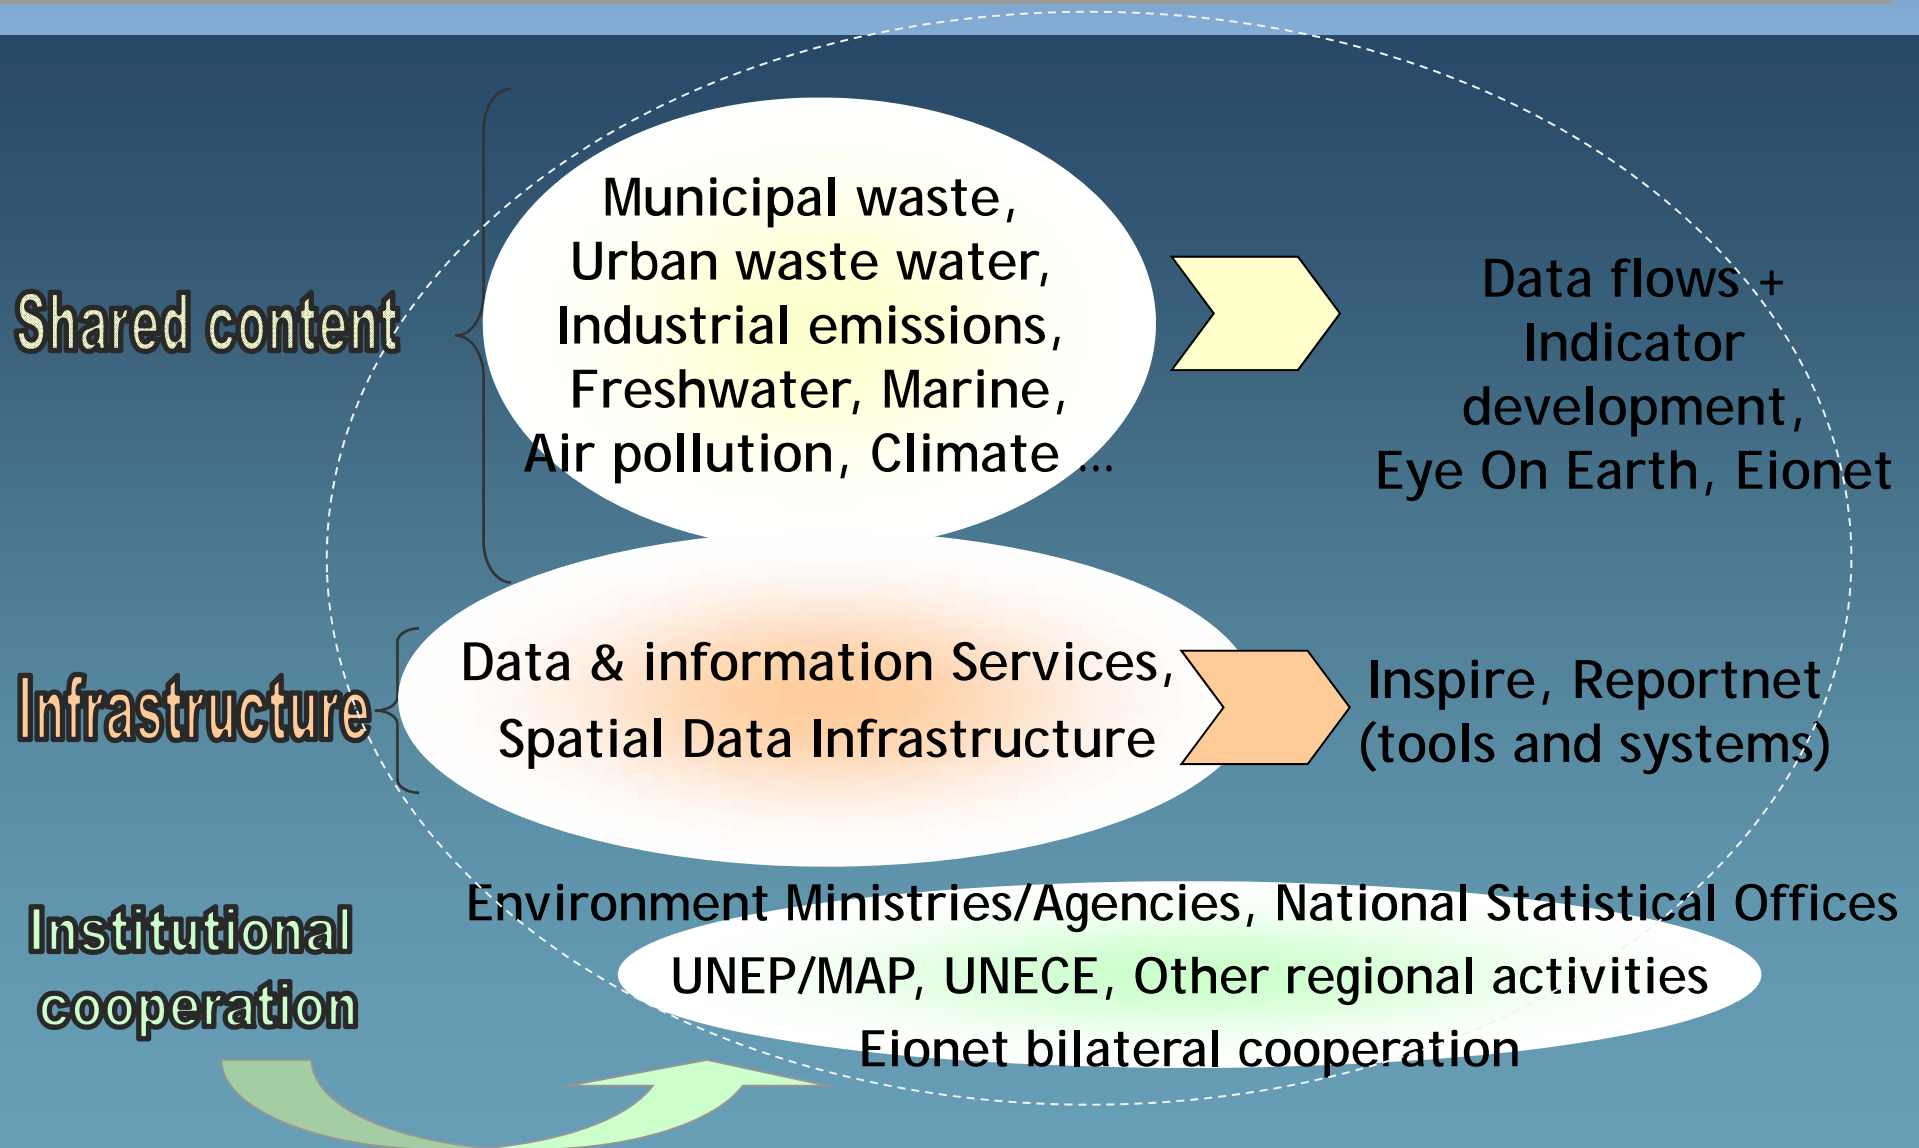 Shared content
Municipal waste,
Urban waste water,
Industrial emissions,
Freshwater, Marine,
Air pollution, Climate ...
Data flows +
Indicator
development,
Eye On Earth, Eionet
Infrastructure
Data & information Services,
Spatial Data Infrastructure
Inspire, Reportnet
(tools and systems)
Institutional
cooperation
Environment Ministries/Agencies, National Statistical Offices
UNEP/MAP, UNECE, Other regional activities
Eionet bilateral cooperation